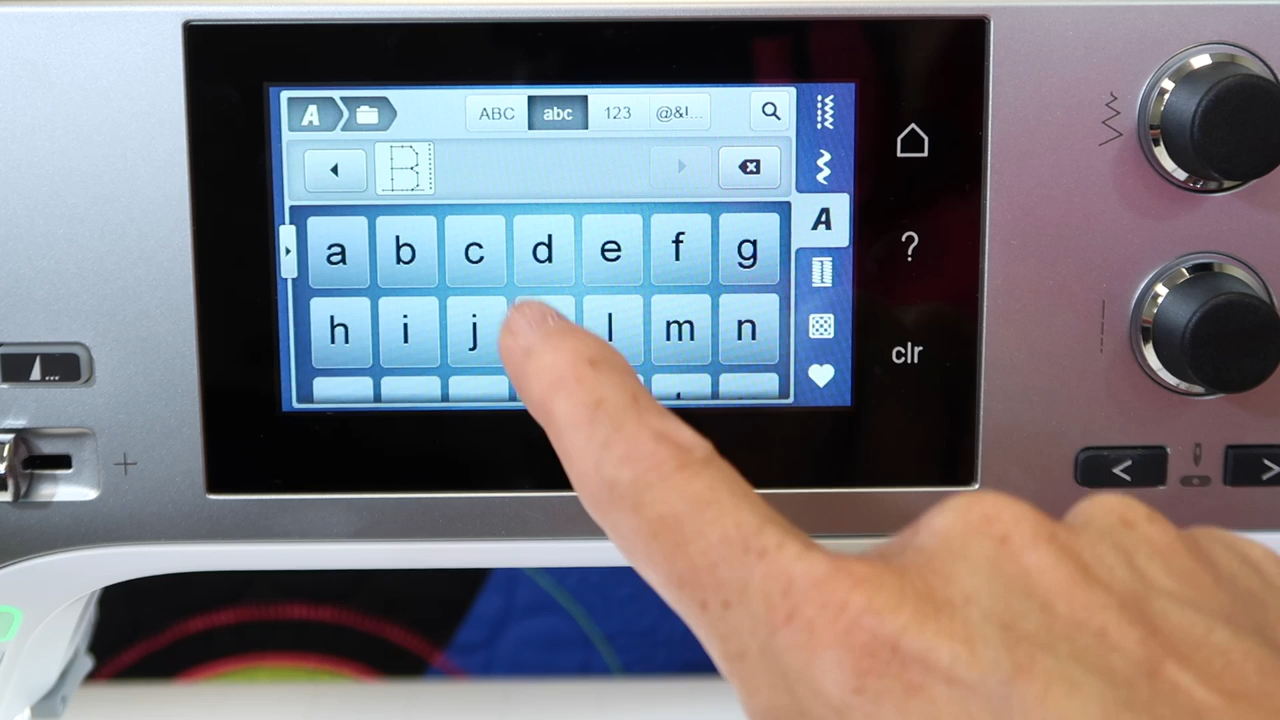 A ABC abc 123 @&!...
B
a b c d e f g A
h i j l m n
?
clr